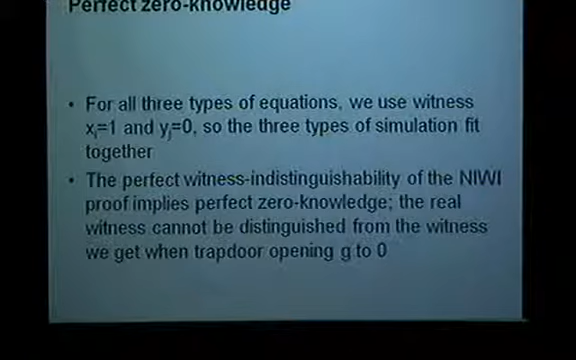 Perfect zero-knowledge
• For all three types of equations, we use witness
xi=1 and yj=0, so the three types of simulation fit
together
• The perfect witness-indistinguishability of the NIWI
proof implies perfect zero-knowledge; the real
witness cannot be distinguished from the witness
we get when trapdoor opening g to 0